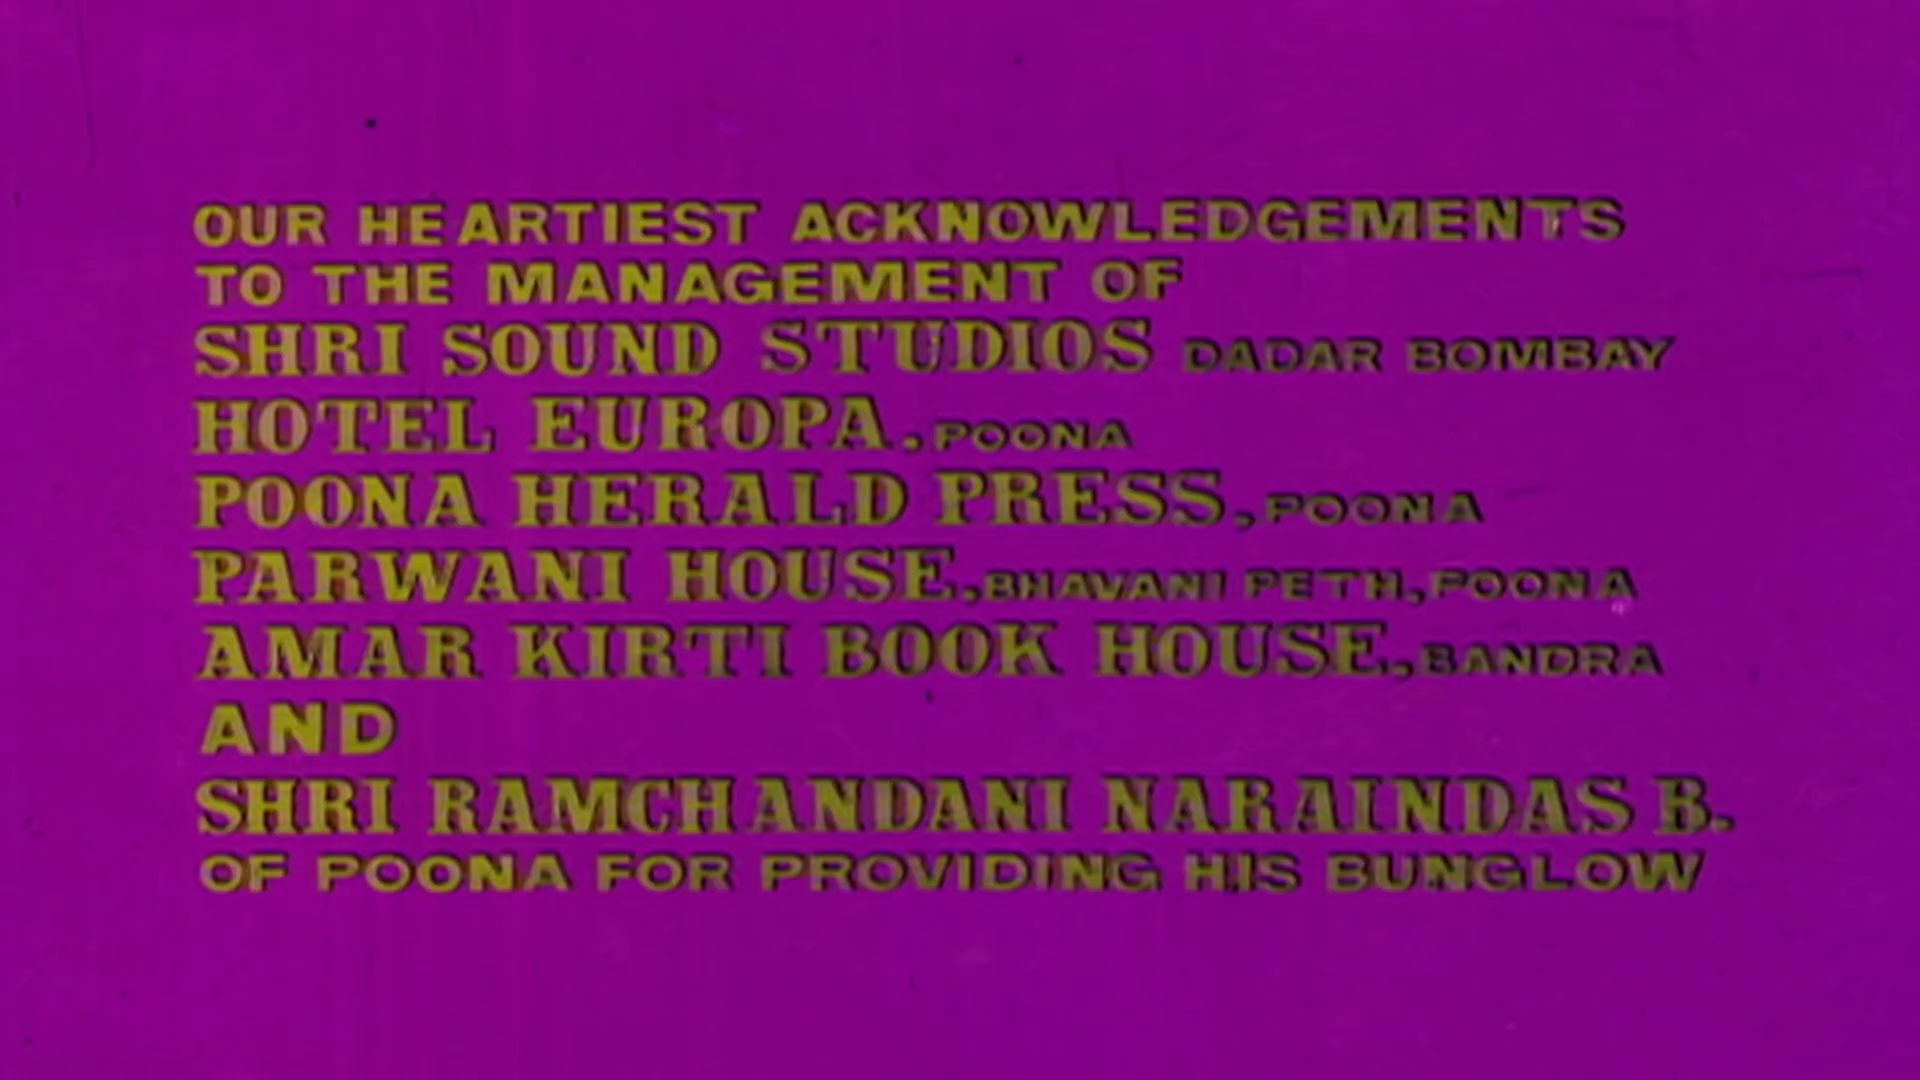 OUR HEARTIEST ACKNOWLEDGEMENTS
TO THE MANAGEMENT OF
SHRI SOUND STUDIOS DADAR BOMBAY
HOTEL EUROPA, POONA
POONA HERALD PRESS, POONA
PARWANI HOUSE, BHAVANI PETH, POONA
AMAR KIRTI BOOK HOUSE, BANDRA
AND
SHRI RAMCHANDANI NARAINDAS B.
OF POONA FOR PROVIDING HIS BUNGLOW